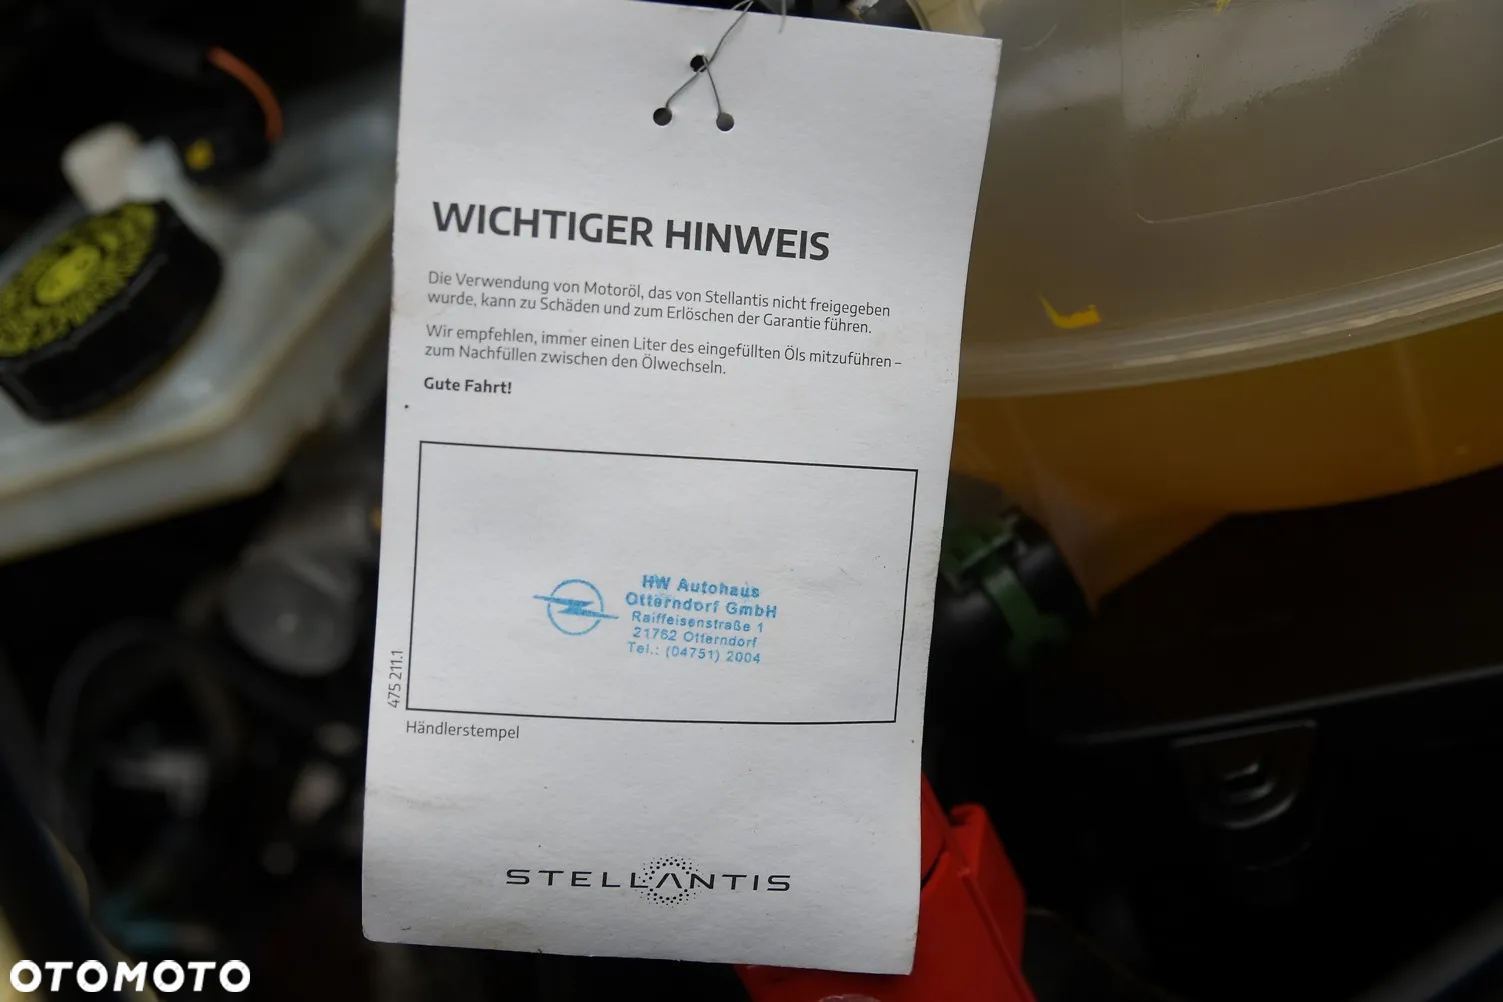 WICHTIGER HINWEIS
Die Verwendung von Motoröl, das von Stellantis nicht freigegeben
wurde, kann zu Schäden und zum Erlöschen der Garantie führen.
Wir empfehlen, immer einen Liter des eingefüllten Öls mitzuführen –
zum Nachfüllen zwischen den Ölwechseln.
Gute Fahrt!
HW Autohaus
Otterndorf GmbH
Raiffeisenstraße 1
21762 Otterndorf
Tel.: (04751) 2004
475 211.1
Händlerstempel
STELLANTIS
OTOMOTO